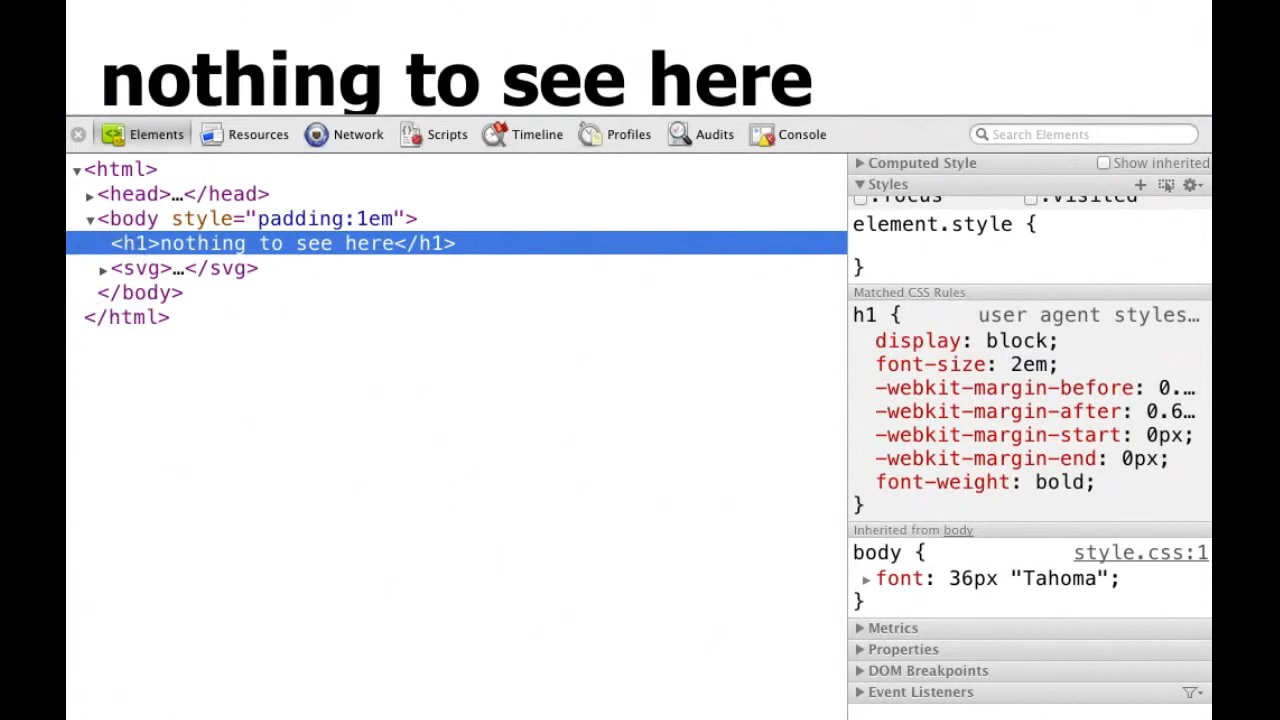 nothing to see here
Elements Resources Network Scripts Timeline Profiles Audits Console Search Elements
<html>
<head>…</head>
<body style="padding:1em">
<h1>nothing to see here</h1>
<svg>…</svg>
</body>
</html>
Computed Style Show inherited
Styles
:focus :visited
element.style {
}
Matched CSS Rules
h1 { user agent styles…
display: block;
font-size: 2em;
-webkit-margin-before: 0.…
-webkit-margin-after: 0.6…
-webkit-margin-start: 0px;
-webkit-margin-end: 0px;
font-weight: bold;
}
Inherited from body
body { style.css:1
font: 36px "Tahoma";
}
Metrics
Properties
DOM Breakpoints
Event Listeners